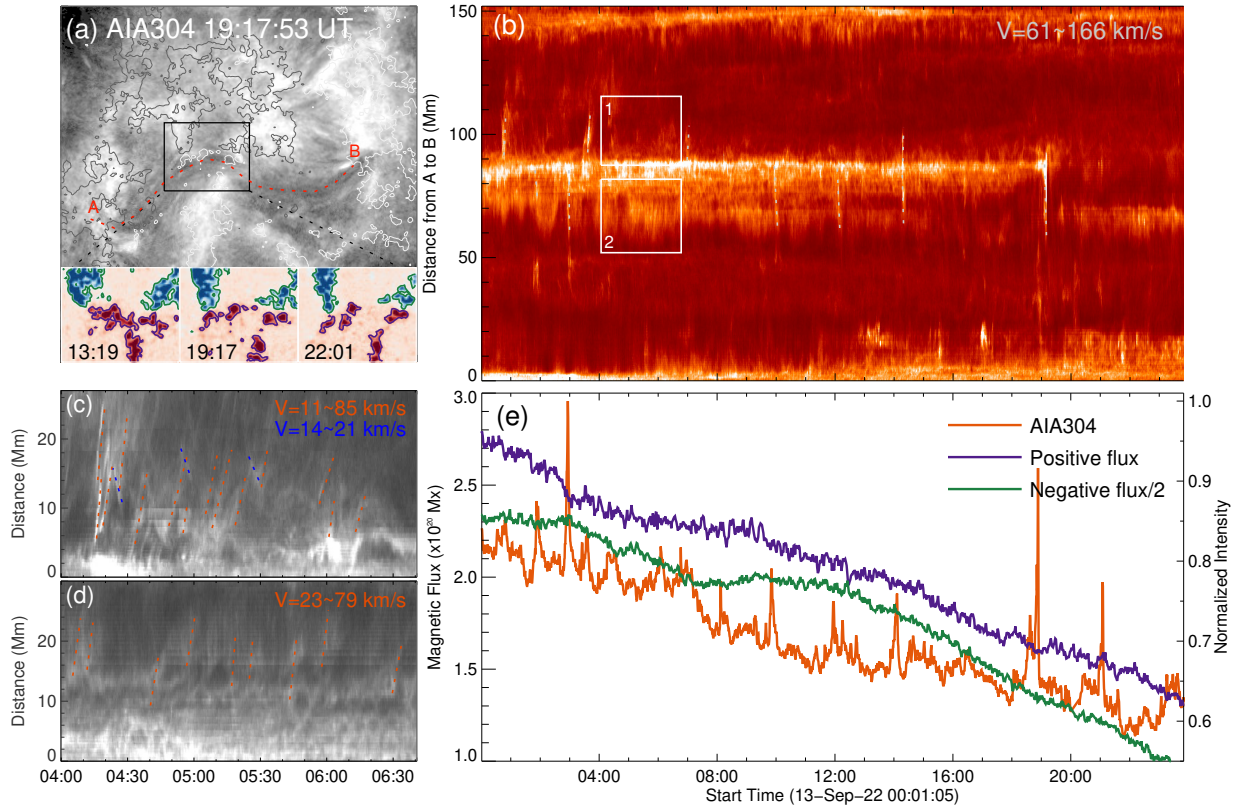 (a) AIA304 19:17:53 UT
A
B
13:19
19:17
22:01
(b)
V=61~166 km/s
1
2
Distance from A to B (Mm)
150
100
50
0
(c)
V=11~85 km/s
V=14~21 km/s
Distance (Mm)
20
10
0
(d)
V=23~79 km/s
Distance (Mm)
20
10
0
04:00 04:30 05:00 05:30 06:00 06:30
(e)
AIA304
Positive flux
Negative flux/2
Magnetic Flux (x10²⁰ Mx)
3.0
2.5
2.0
1.5
1.0
Normalized Intensity
1.0
0.9
0.8
0.7
0.6
04:00 08:00 12:00 16:00 20:00
Start Time (13-Sep-22 00:01:05)